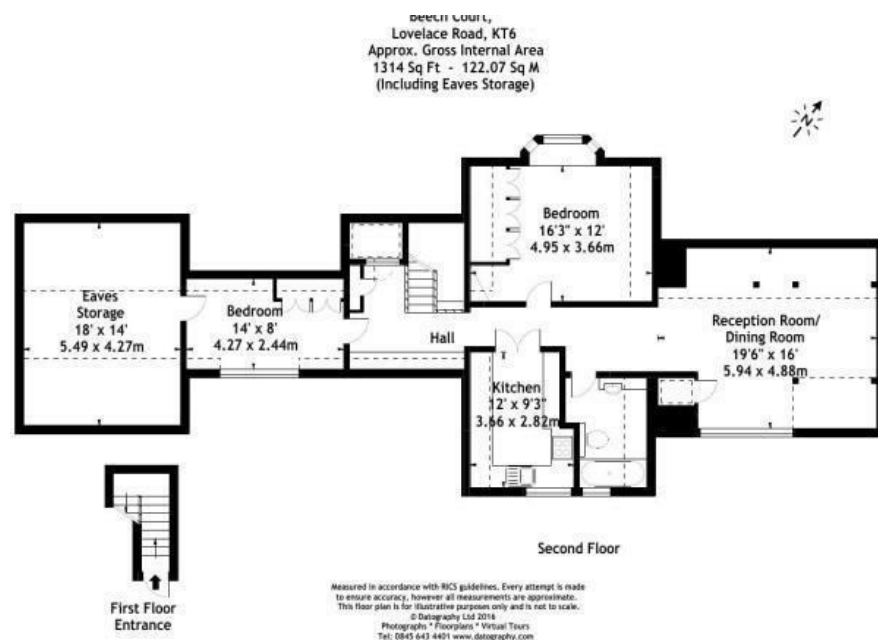 Beech Court,
Lovelace Road, KT6
Approx. Gross Internal Area
1314 Sq Ft - 122.07 Sq M
(Including Eaves Storage)
N
Bedroom
16'3" x 12'
4.95 x 3.66m
Eaves
Storage
18' x 14'
5.49 x 4.27m
Bedroom
14' x 8'
4.27 x 2.44m
Hall
Reception Room/
Dining Room
19'6" x 16'
5.94 x 4.88m
Kitchen
12' x 9'3"
3.66 x 2.82m
Second Floor
First Floor
Entrance
Measured in accordance with RICS guidelines. Every attempt is made
to ensure accuracy, however all measurements are approximate.
This floor plan is for illustrative purposes only and is not to scale.
© Datography Ltd 2016
Photographs * Floorplans * Virtual Tours
Tel: 0845 643 4401 www.datography.com